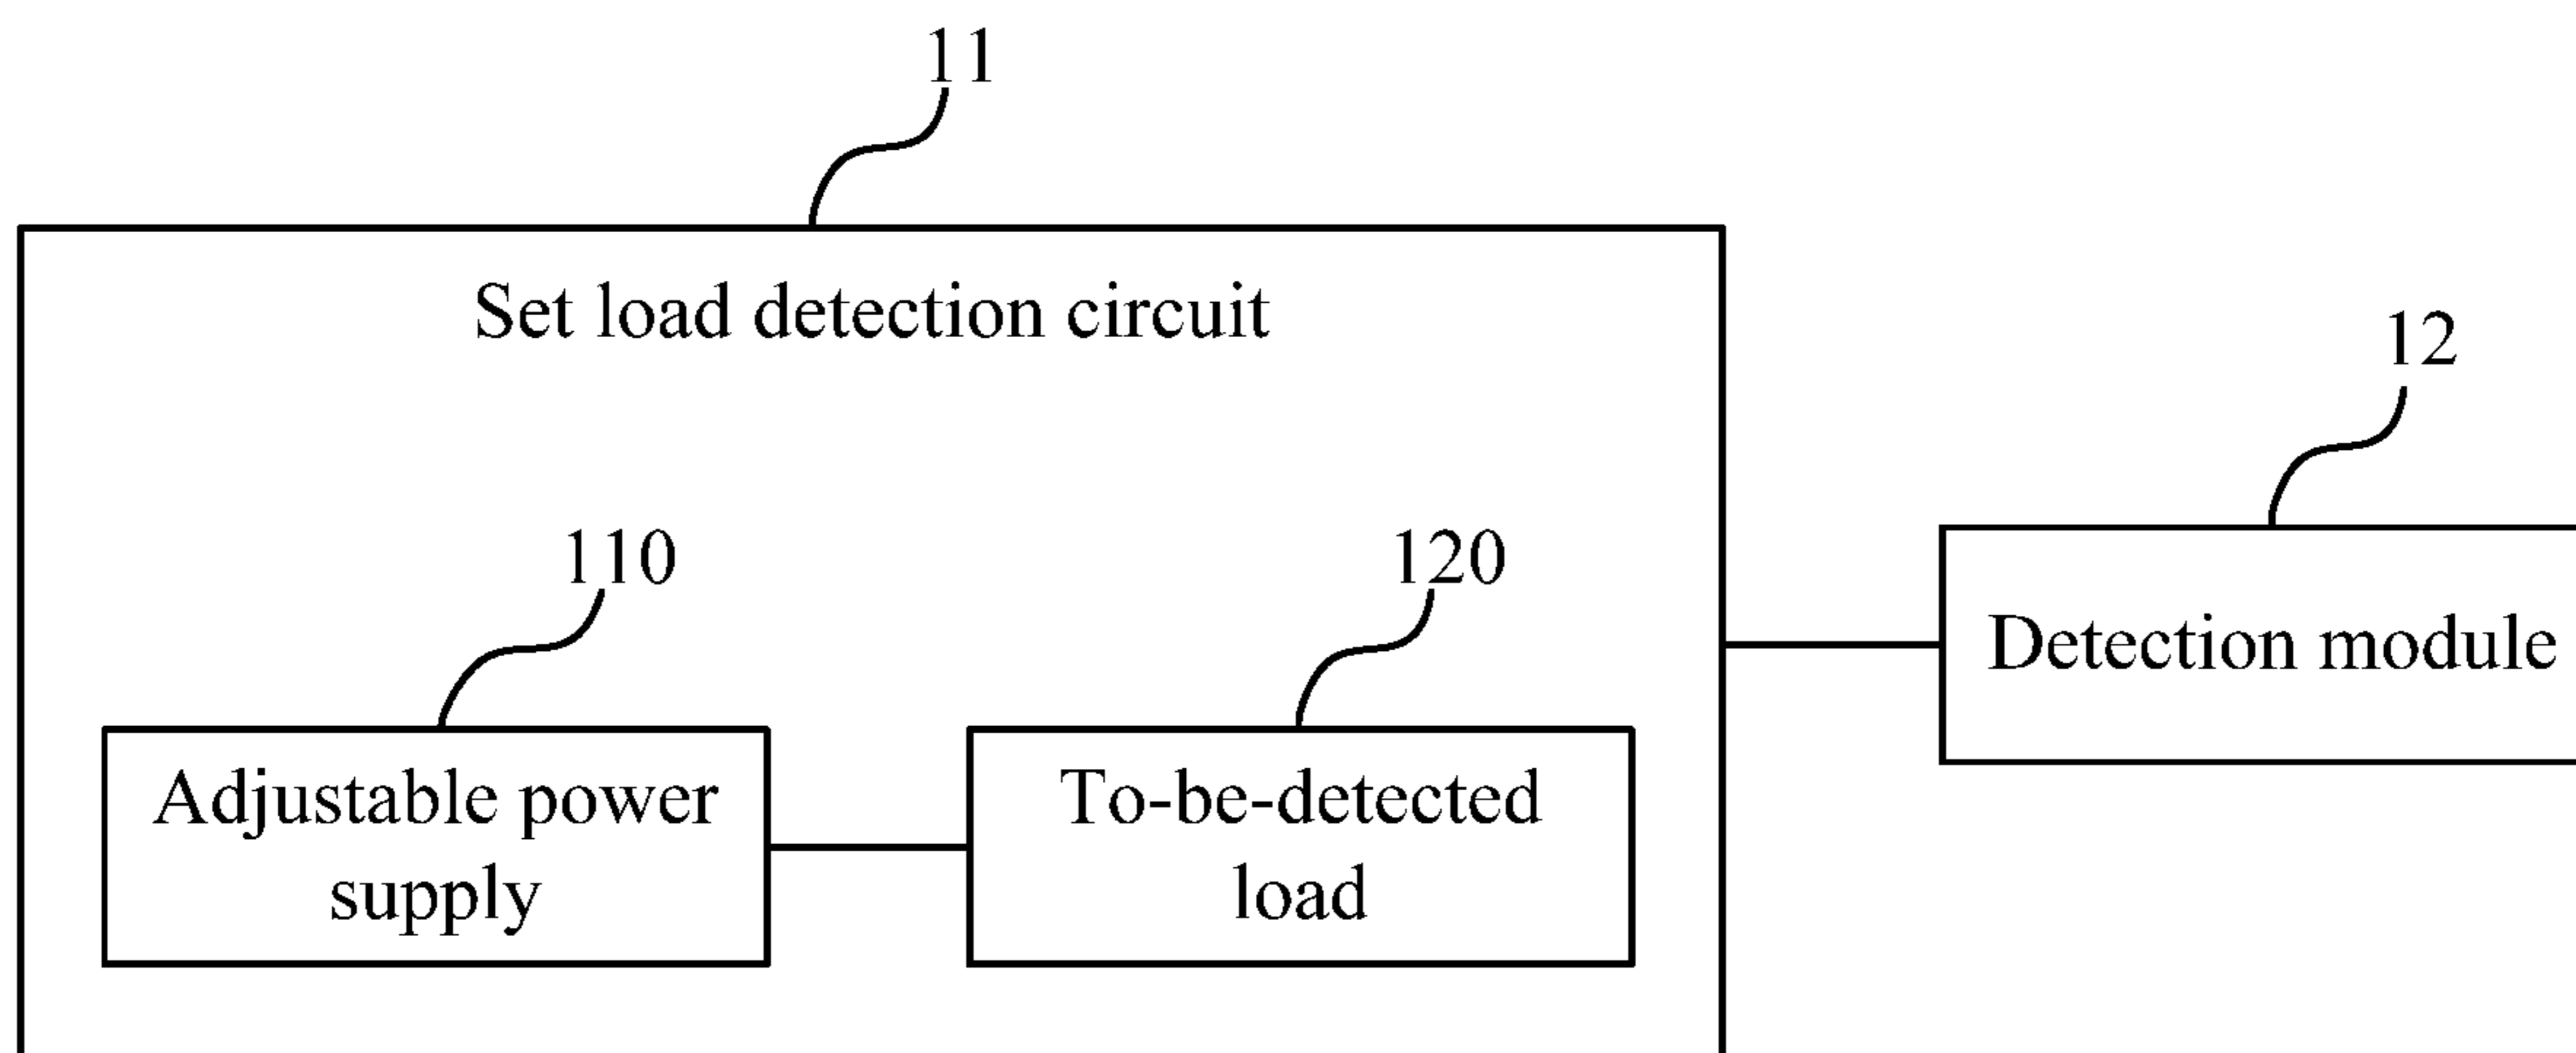 11
Set load detection circuit
12
110
120
Detection module
Adjustable power
supply
To-be-detected
load